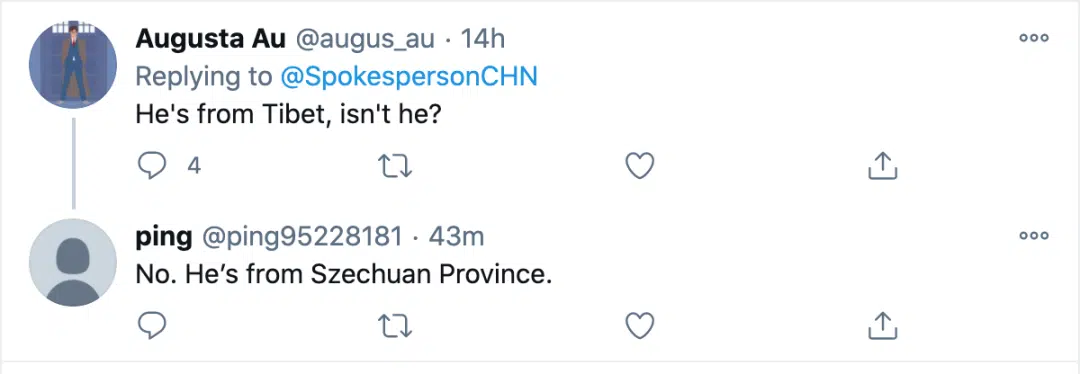 Augusta Au @augus_au · 14h
Replying to @SpokespersonCHN
He's from Tibet, isn't he?
4
ping @ping95228181 · 43m
No. He’s from Szechuan Province.